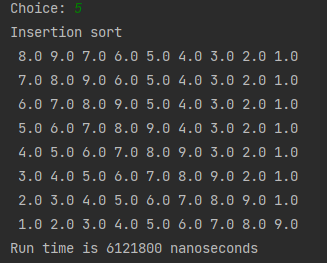 Choice: 5
Insertion sort
8.0 9.0 7.0 6.0 5.0 4.0 3.0 2.0 1.0
7.0 8.0 9.0 6.0 5.0 4.0 3.0 2.0 1.0
6.0 7.0 8.0 9.0 5.0 4.0 3.0 2.0 1.0
5.0 6.0 7.0 8.0 9.0 4.0 3.0 2.0 1.0
4.0 5.0 6.0 7.0 8.0 9.0 3.0 2.0 1.0
3.0 4.0 5.0 6.0 7.0 8.0 9.0 2.0 1.0
2.0 3.0 4.0 5.0 6.0 7.0 8.0 9.0 1.0
1.0 2.0 3.0 4.0 5.0 6.0 7.0 8.0 9.0
Run time is 6121800 nanoseconds